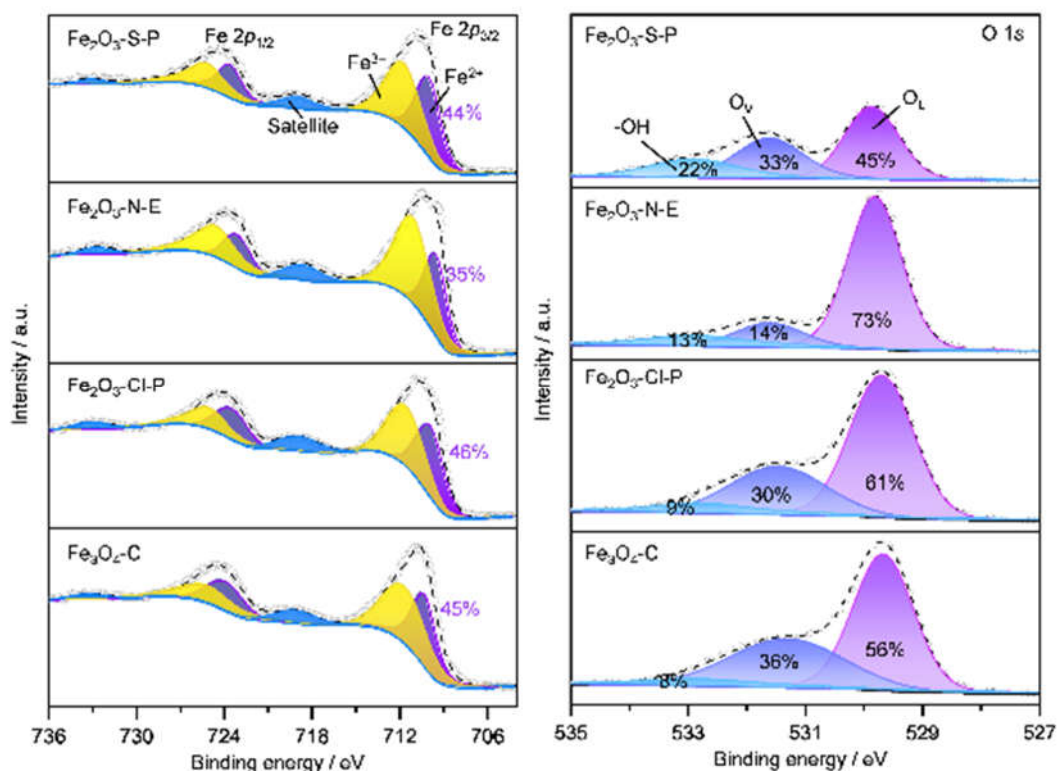 Fe₂O₃-S-P
Fe 2p₁/₂
Fe 2p₃/₂
Fe³⁺
Fe²⁺
Satellite
44%
Fe₂O₃-N-E
35%
Fe₂O₃-Cl-P
46%
Fe₃O₄-C
45%
Intensity / a.u.
736 730 724 718 712 706
Binding energy / eV
Fe₂O₃-S-P
O 1s
-OH
Oᵥ
O_L
22%
33%
45%
Fe₂O₃-N-E
13%
14%
73%
Fe₂O₃-Cl-P
9%
30%
61%
Fe₃O₄-C
8%
36%
56%
Intensity / a.u.
535 533 531 529 527
Binding energy / eV